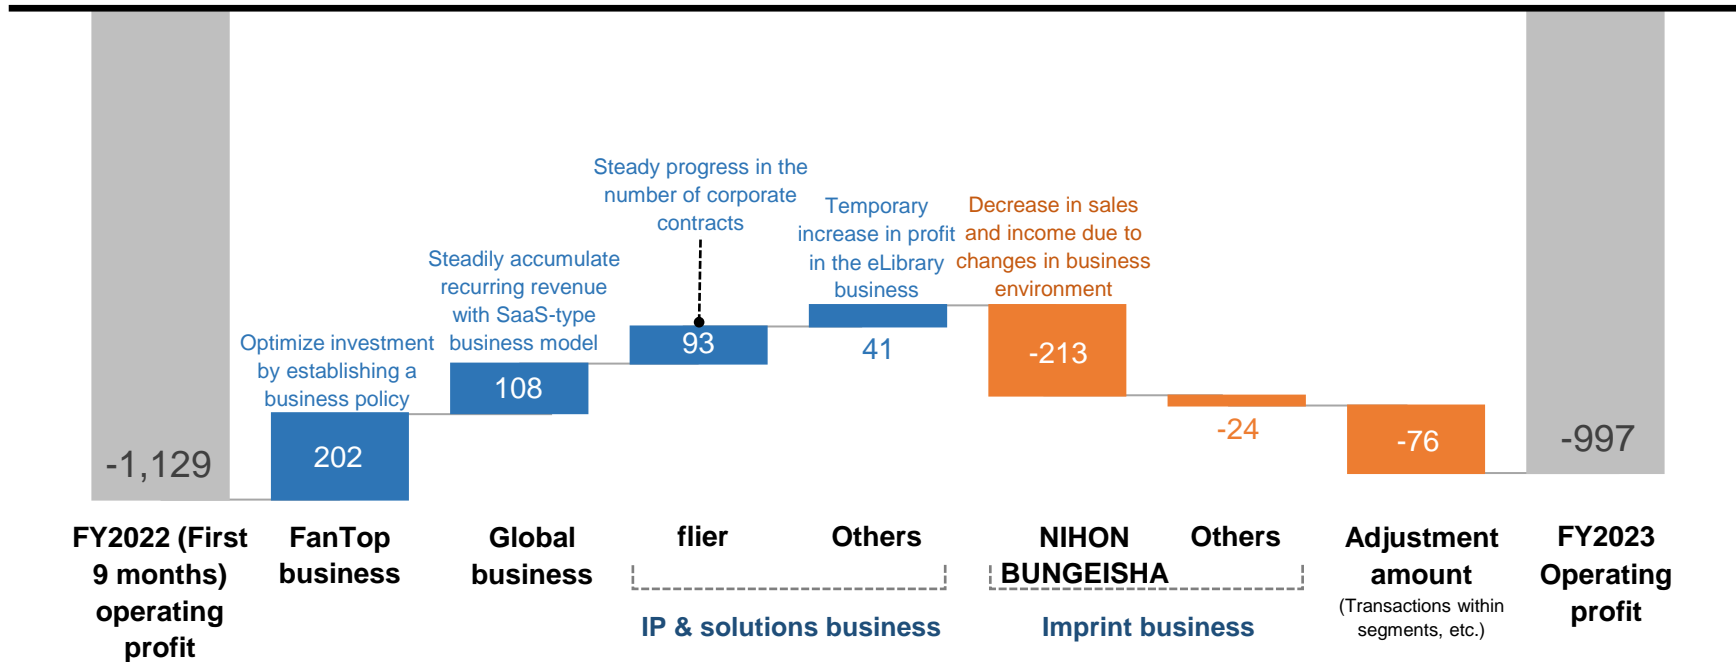 Steady progress in the
number of corporate
contracts
Temporary
increase in profit
in the eLibrary
business
Decrease in sales
and income due to
changes in business
environment
Steadily accumulate
recurring revenue
with SaaS-type
business model
Optimize investment
by establishing a
business policy
-1,129
202
108
93
41
-213
-24
-76
-997
FY2022 (First
9 months)
operating
profit
FanTop
business
Global
business
flier
Others
IP & solutions business
NIHON
BUNGEISHA
Others
Imprint business
Adjustment
amount
(Transactions within
segments, etc.)
FY2023
Operating
profit